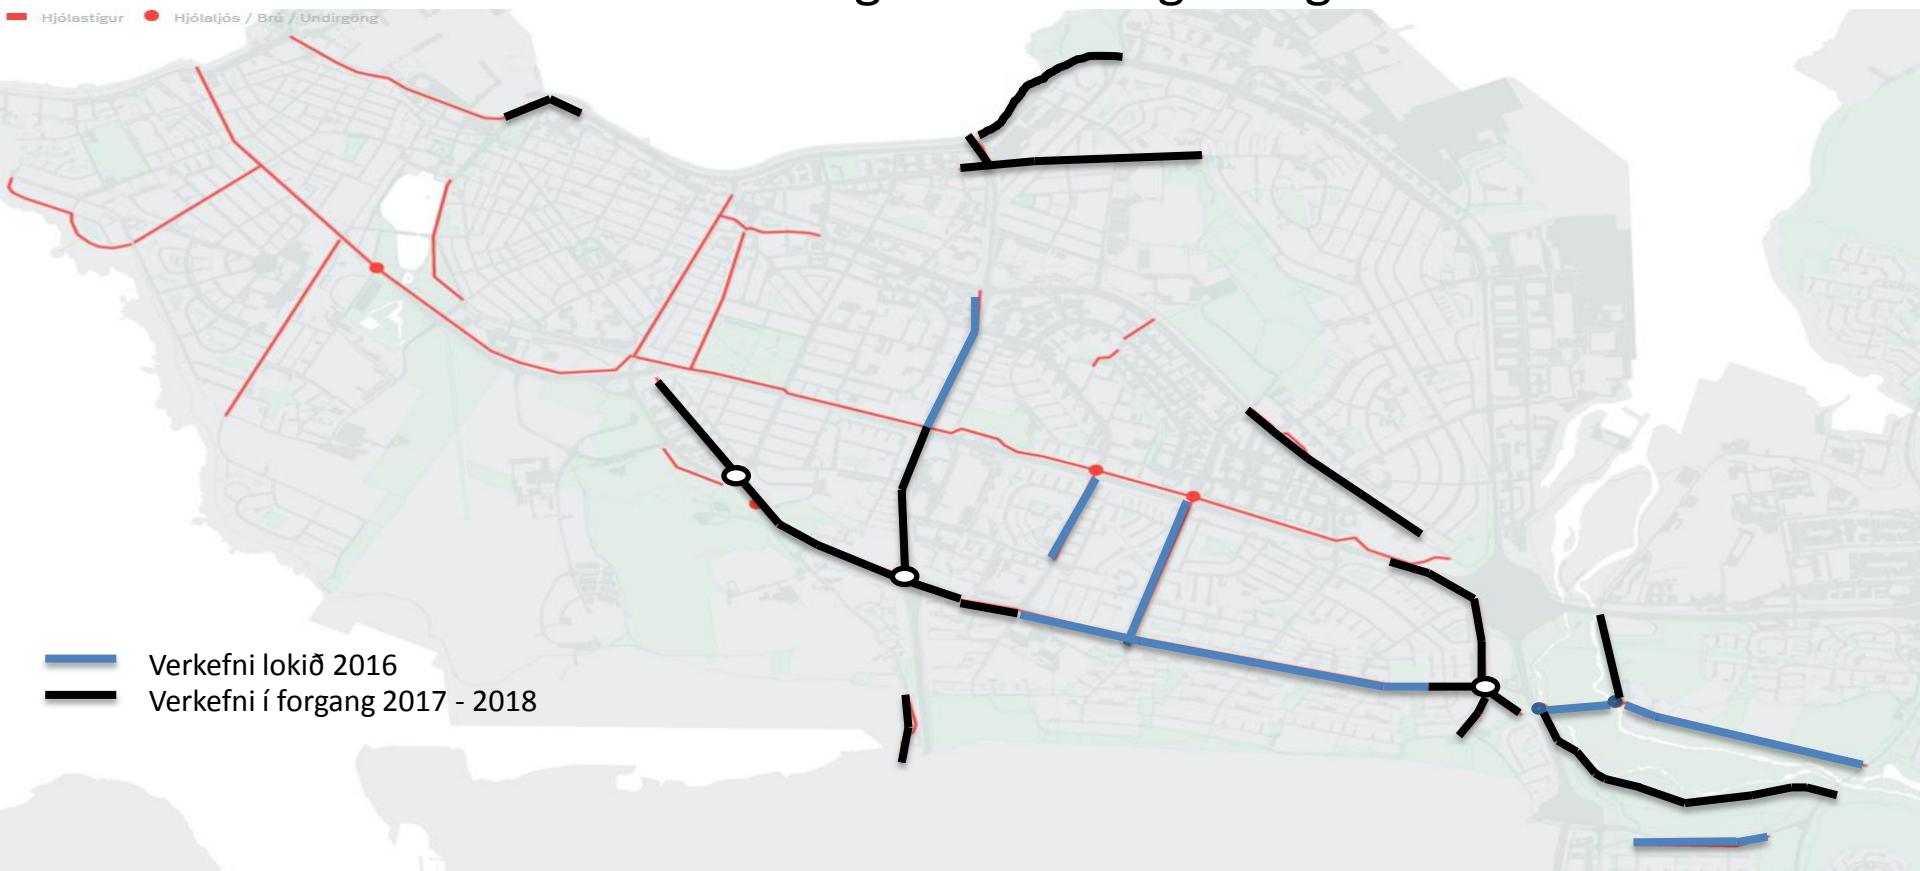 Hjólastígur Hjólaljós / Brú / Undirgöng
Verkefni lokið 2016
Verkefni í forgang 2017 - 2018